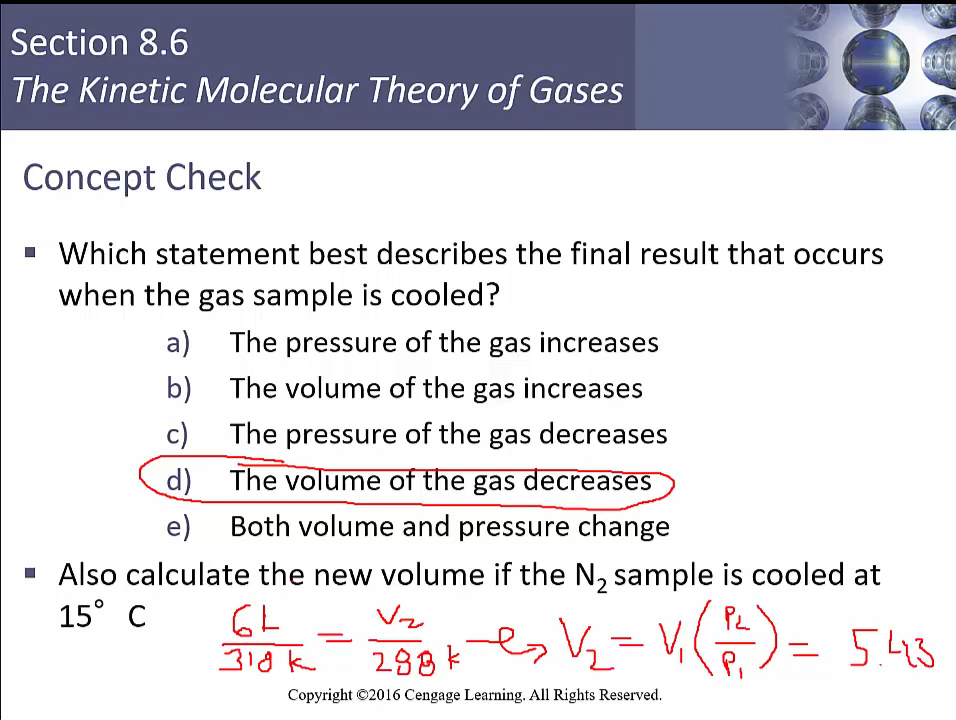 Section 8.6
The Kinetic Molecular Theory of Gases
Concept Check
▪ Which statement best describes the final result that occurs
when the gas sample is cooled?
a) The pressure of the gas increases
b) The volume of the gas increases
c) The pressure of the gas decreases
d) The volume of the gas decreases
e) Both volume and pressure change
▪ Also calculate the new volume if the N₂ sample is cooled at
15° C
6L/318 K = V₂/288 K → V₂ = V₁ (P₂/P₁) = 5.43
Copyright ©2016 Cengage Learning. All Rights Reserved.